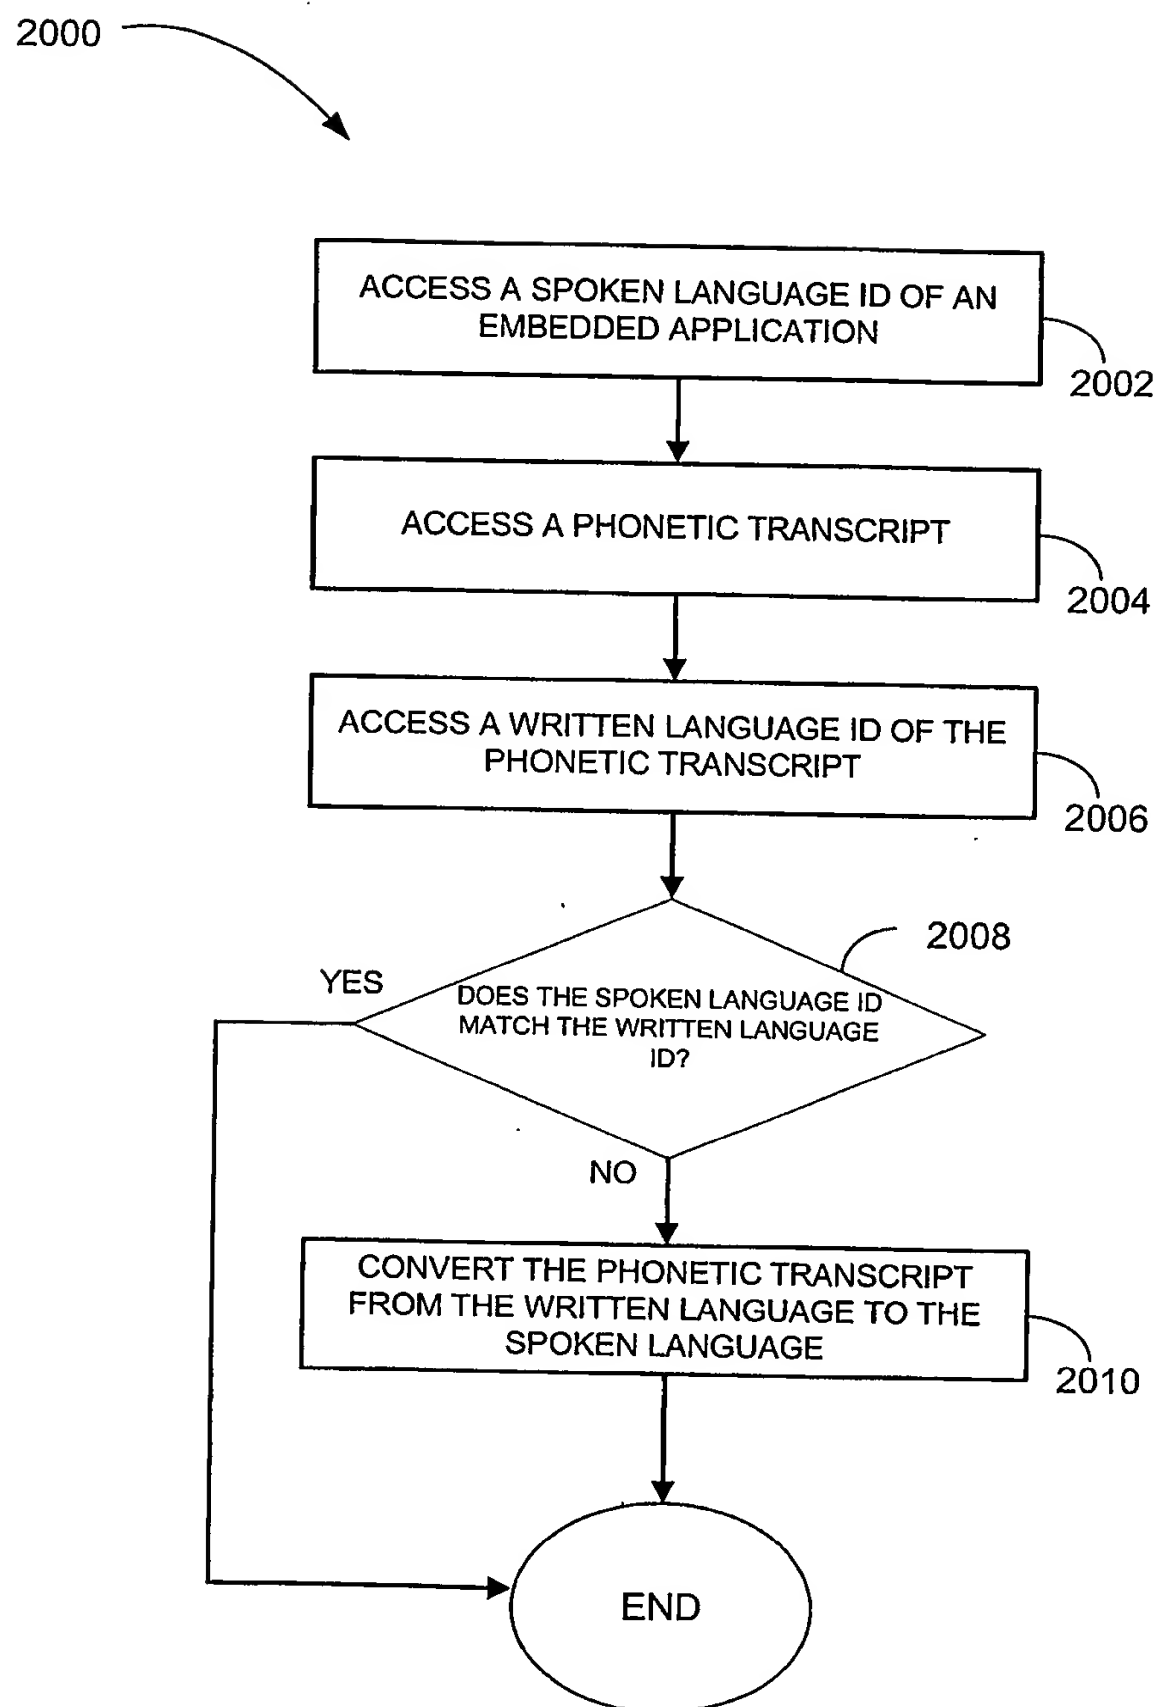 2000
ACCESS A SPOKEN LANGUAGE ID OF AN
EMBEDDED APPLICATION
2002
ACCESS A PHONETIC TRANSCRIPT
2004
ACCESS A WRITTEN LANGUAGE ID OF THE
PHONETIC TRANSCRIPT
2006
2008
YES
DOES THE SPOKEN LANGUAGE ID
MATCH THE WRITTEN LANGUAGE
ID?
NO
CONVERT THE PHONETIC TRANSCRIPT
FROM THE WRITTEN LANGUAGE TO THE
SPOKEN LANGUAGE
2010
END